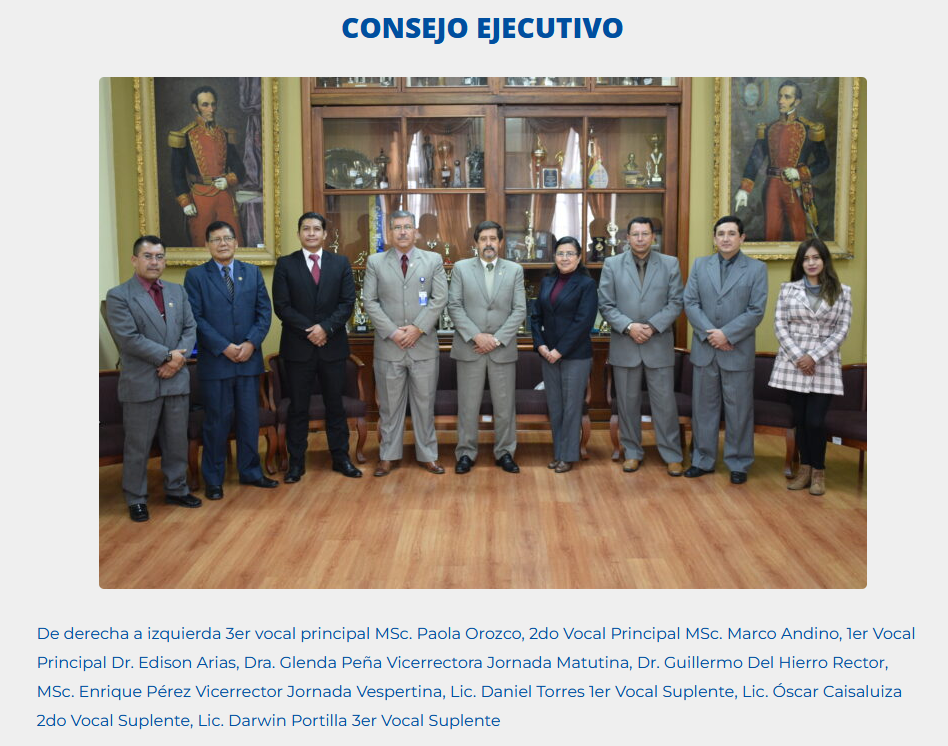 CONSEJO EJECUTIVO
De derecha a izquierda 3er vocal principal MSc. Paola Orozco, 2do Vocal Principal MSc. Marco Andino, 1er Vocal
Principal Dr. Edison Arias, Dra. Glenda Peña Vicerrectora Jornada Matutina, Dr. Guillermo Del Hierro Rector,
MSc. Enrique Pérez Vicerrector Jornada Vespertina, Lic. Daniel Torres 1er Vocal Suplente, Lic. Óscar Caisaluiza
2do Vocal Suplente, Lic. Darwin Portilla 3er Vocal Suplente